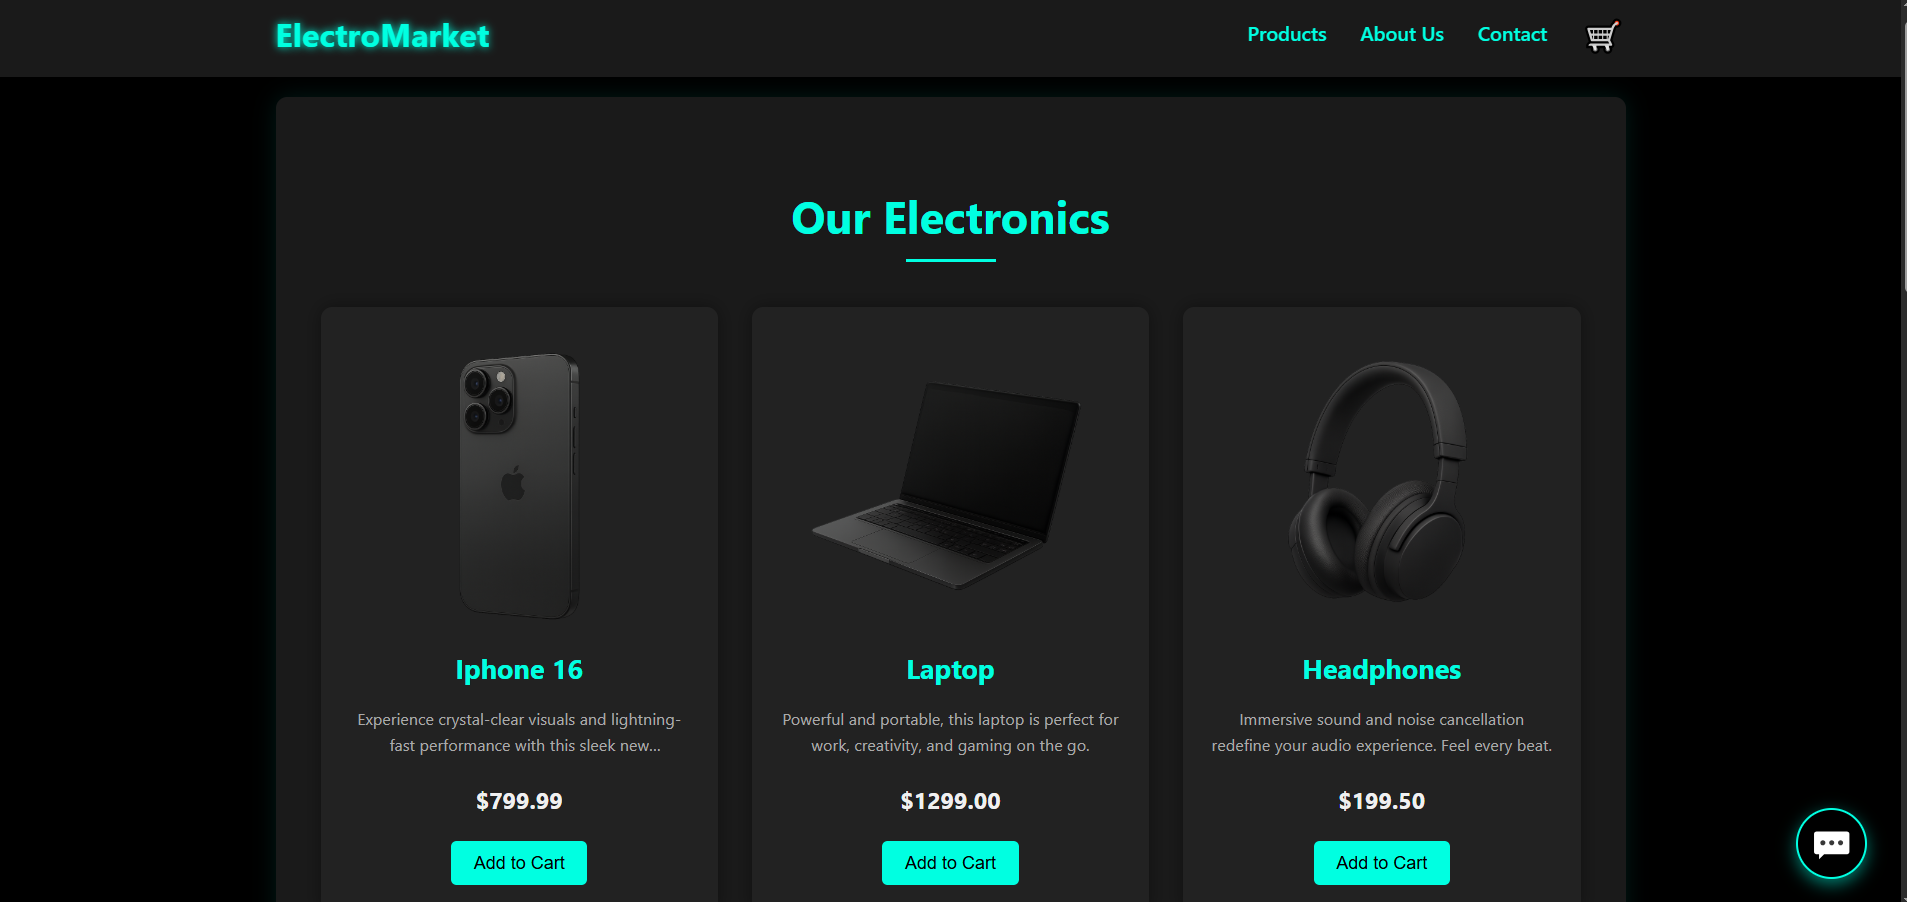 ElectroMarket
Products
About Us
Contact
Our Electronics
Iphone 16
Experience crystal-clear visuals and lightning-
fast performance with this sleek new...
$799.99
Add to Cart
Laptop
Powerful and portable, this laptop is perfect for
work, creativity, and gaming on the go.
$1299.00
Add to Cart
Headphones
Immersive sound and noise cancellation
redefine your audio experience. Feel every beat.
$199.50
Add to Cart